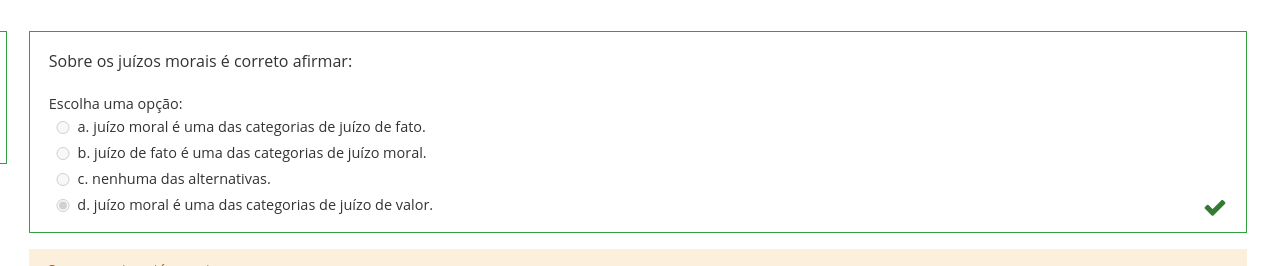 Sobre os juízos morais é correto afirmar:
Escolha uma opção:
a. juízo moral é uma das categorias de juízo de fato.
b. juízo de fato é uma das categorias de juízo moral.
c. nenhuma das alternativas.
d. juízo moral é uma das categorias de juízo de valor.